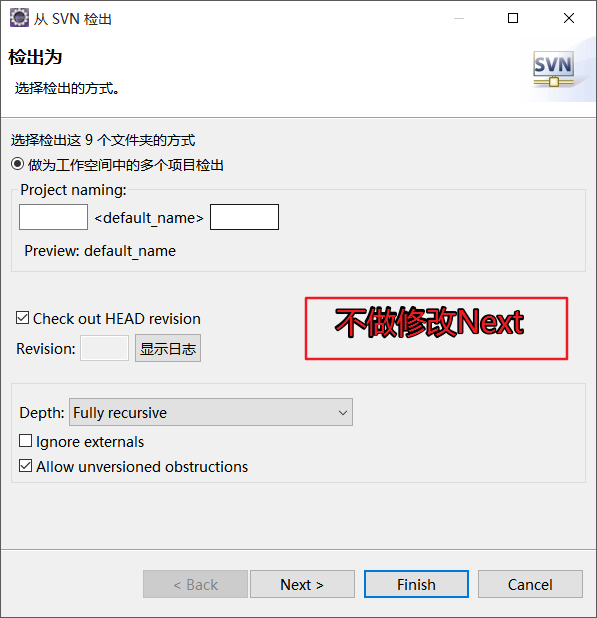 从 SVN 检出
检出为
选择检出的方式。
SVN
选择检出这 9 个文件夹的方式
做为工作空间中的多个项目检出
Project naming:
<default_name>
Preview: default_name
Check out HEAD revision
不做修改Next
Revision:
显示日志
Depth: Fully recursive
Ignore externals
Allow unversioned obstructions
< Back Next > Finish Cancel